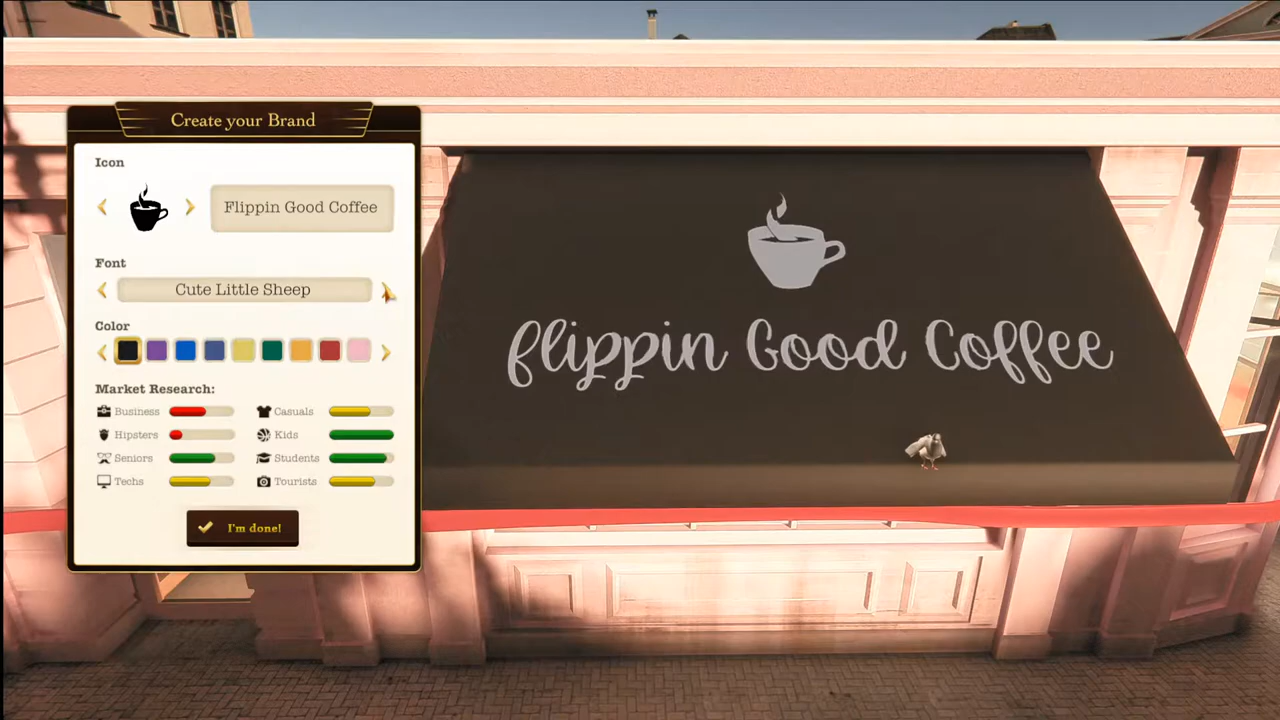 Create your Brand
Icon
Flippin Good Coffee
Font
Cute Little Sheep
Color
Market Research:
Business
Casuals
Hipsters
Kids
Seniors
Students
Techs
Tourists
I'm done!
flippin Good Coffee